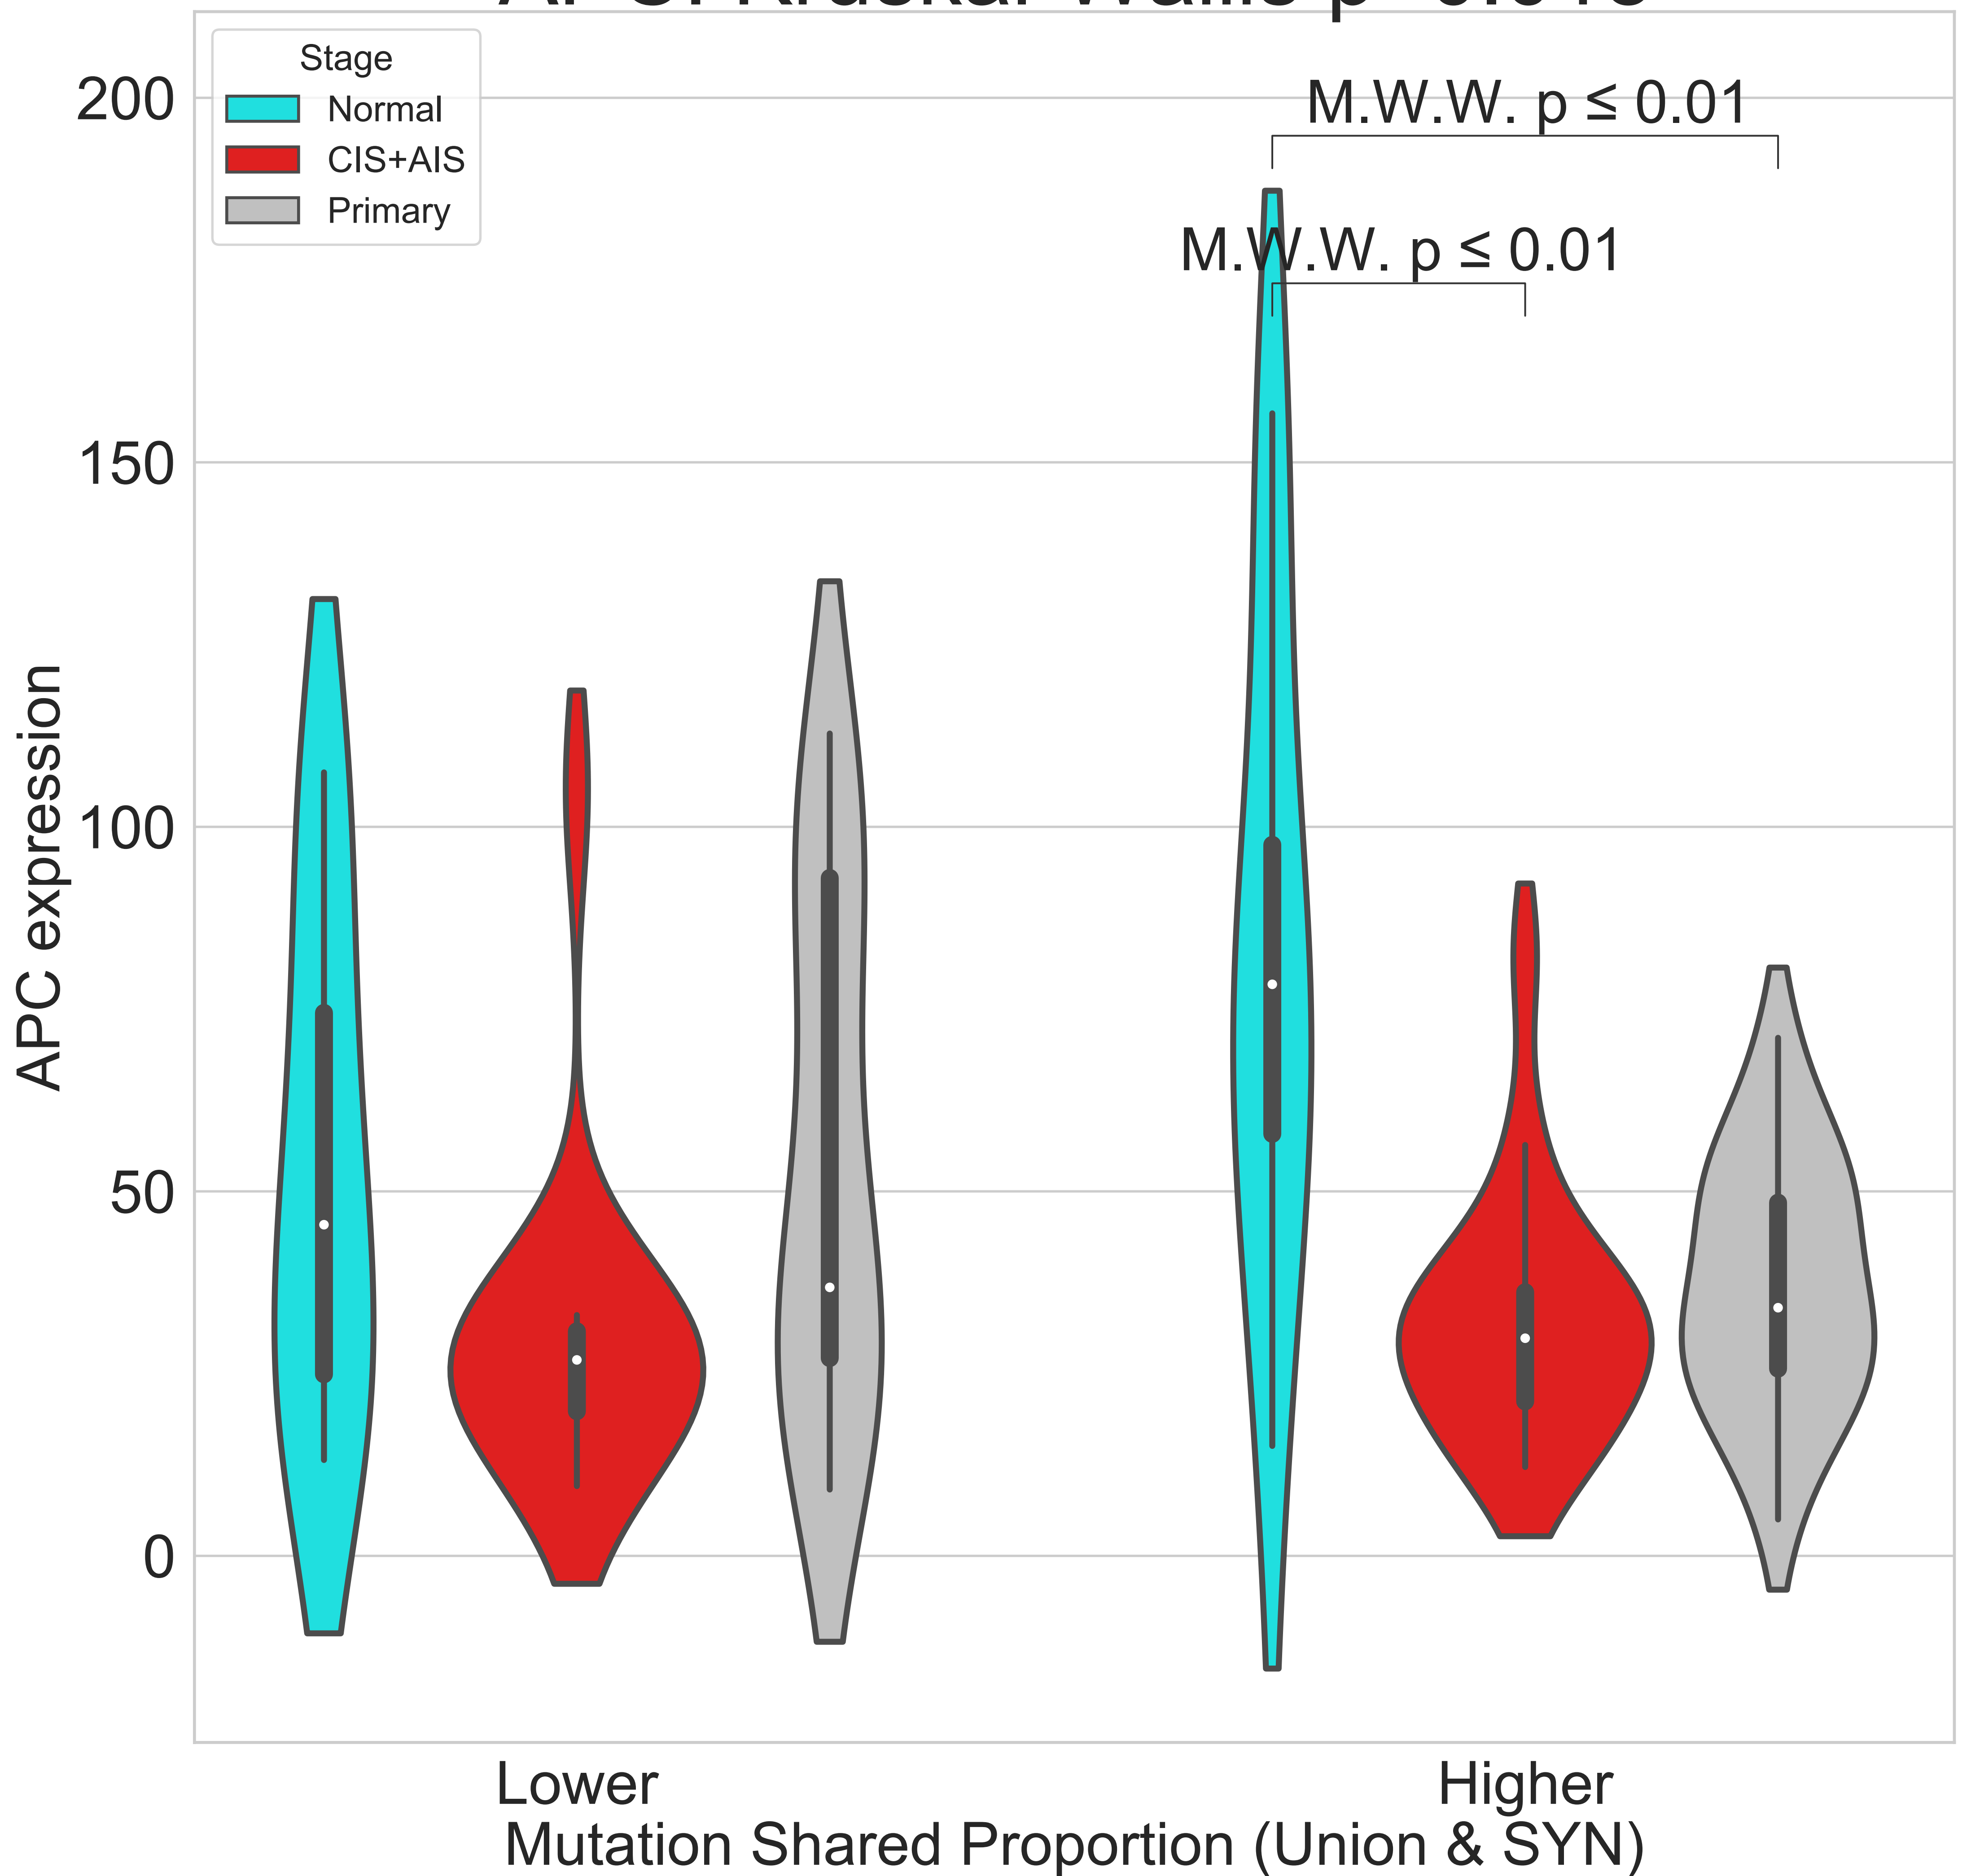 Stage
Normal
CIS+AIS
Primary
M.W.W. p ≤ 0.01
M.W.W. p ≤ 0.01
200
150
100
50
0
APC expression
Lower
Higher
Mutation Shared Proportion (Union & SYN)